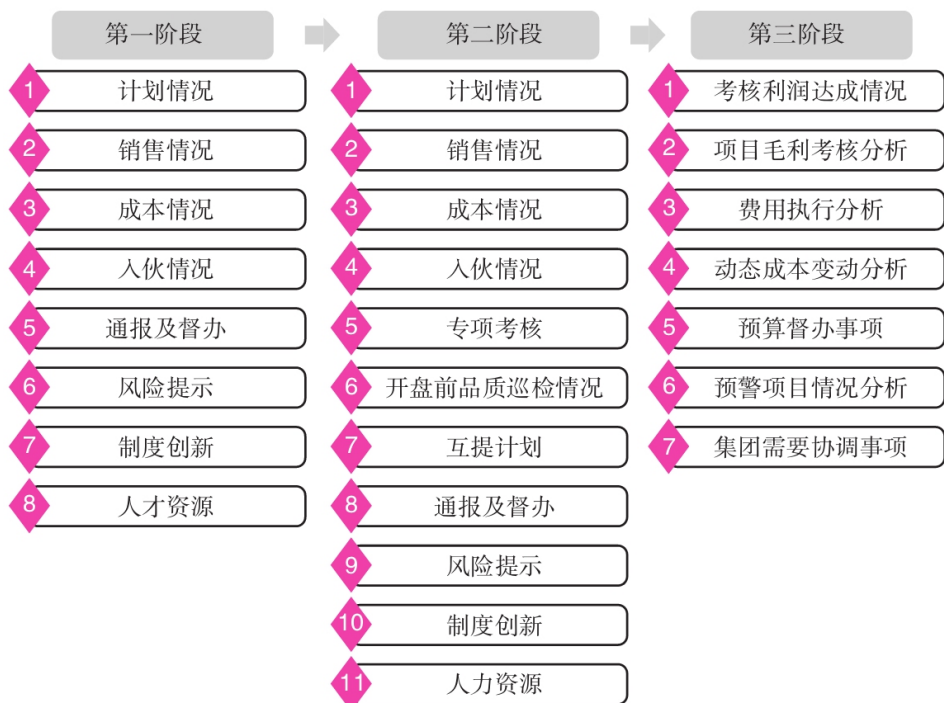 第一阶段
1 计划情况
2 销售情况
3 成本情况
4 入伙情况
5 通报及督办
6 风险提示
7 制度创新
8 人才资源
第二阶段
1 计划情况
2 销售情况
3 成本情况
4 入伙情况
5 专项考核
6 开盘前品质巡检情况
7 互提计划
8 通报及督办
9 风险提示
10 制度创新
11 人力资源
第三阶段
1 考核利润达成情况
2 项目毛利考核分析
3 费用执行分析
4 动态成本变动分析
5 预算督办事项
6 预警项目情况分析
7 集团需要协调事项